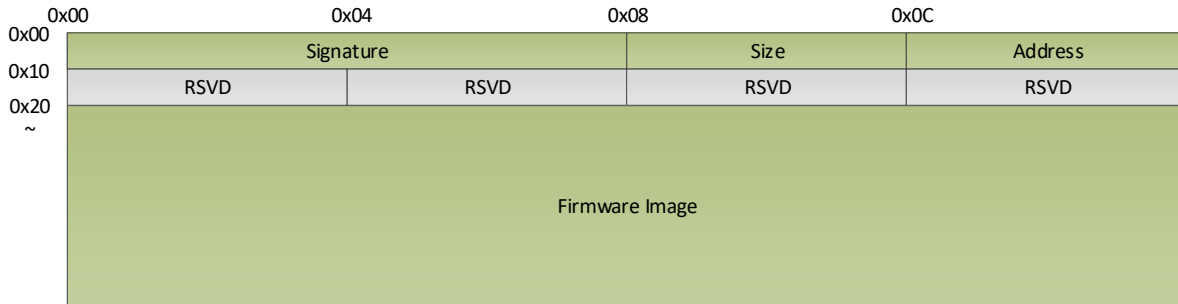 0x00 0x04 0x08 0x0C
0x00 Signature Size Address
0x10 RSVD RSVD RSVD RSVD
0x20
~
Firmware Image